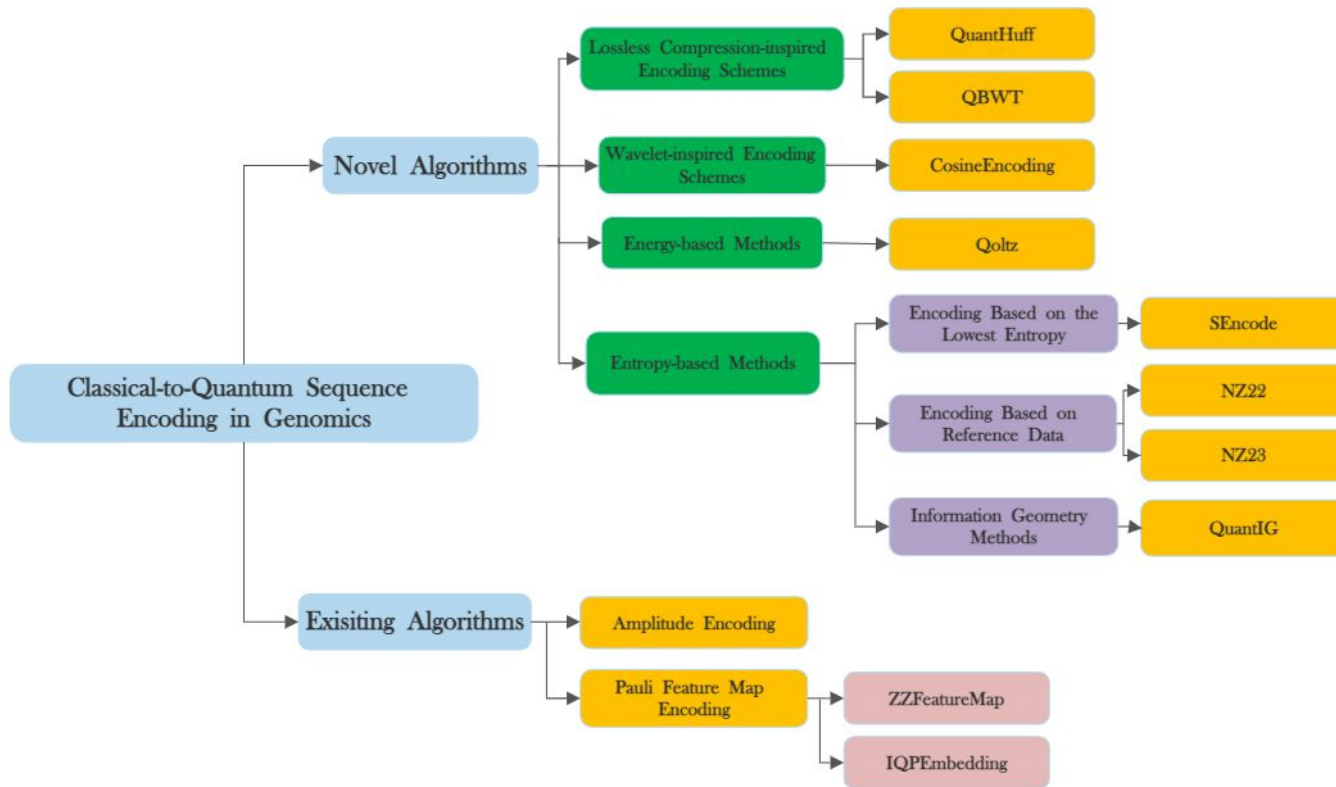 Classical-to-Quantum Sequence
Encoding in Genomics
Novel Algorithms
Lossless Compression-inspired
Encoding Schemes
QuantHuff
QBWT
Wavelet-inspired Encoding
Schemes
CosineEncoding
Energy-based Methods
Qoltz
Entropy-based Methods
Encoding Based on the
Lowest Entropy
SEncode
Encoding Based on
Reference Data
NZ22
NZ23
Information Geometry
Methods
QuantIG
Exisiting Algorithms
Amplitude Encoding
Pauli Feature Map
Encoding
ZZFeatureMap
IQPEmbedding